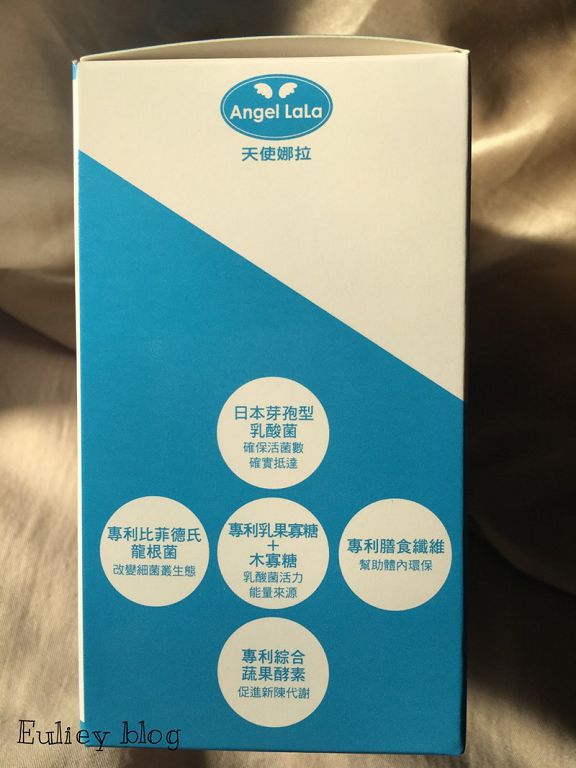 Angel LaLa
天使娜拉
日本芽孢型
乳酸菌
確保活菌數
確實抵達
專利比菲德氏
龍根菌
改變細菌叢生態
專利乳果寡糖
+
木寡糖
乳酸菌活力
能量來源
專利膳食纖維
幫助體內環保
專利綜合
蔬果酵素
促進新陳代謝
Euliey blog